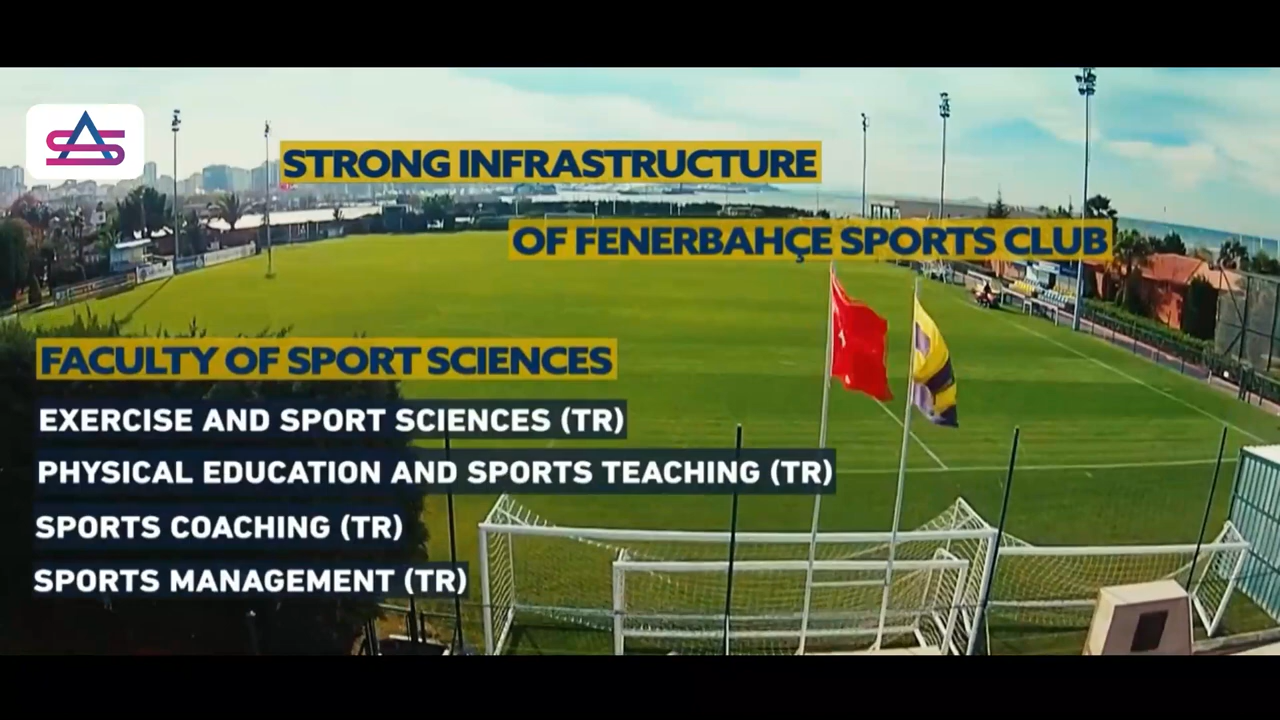 STRONG INFRASTRUCTURE
OF FENERBAHÇE SPORTS CLUB
FACULTY OF SPORT SCIENCES
EXERCISE AND SPORT SCIENCES (TR)
PHYSICAL EDUCATION AND SPORTS TEACHING (TR)
SPORTS COACHING (TR)
SPORTS MANAGEMENT (TR)